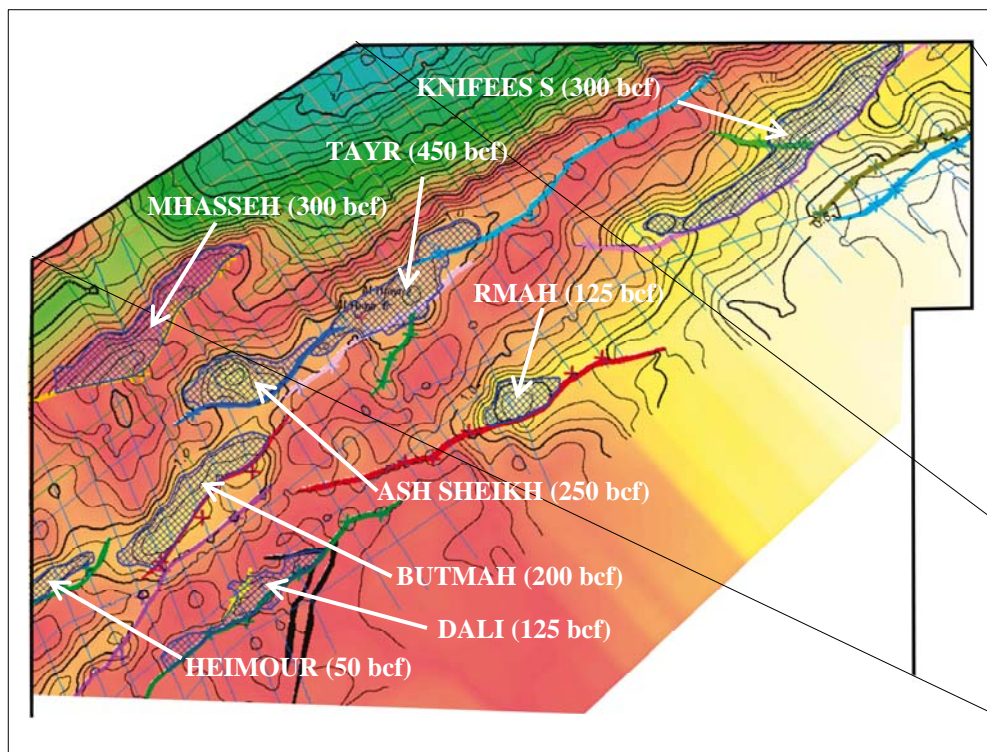 KNIFEES S (300 bcf)
TAYR (450 bcf)
MHASSEH (300 bcf)
RMAH (125 bcf)
ASH SHEIKH (250 bcf)
BUTMAH (200 bcf)
DALI (125 bcf)
HEIMOUR (50 bcf)